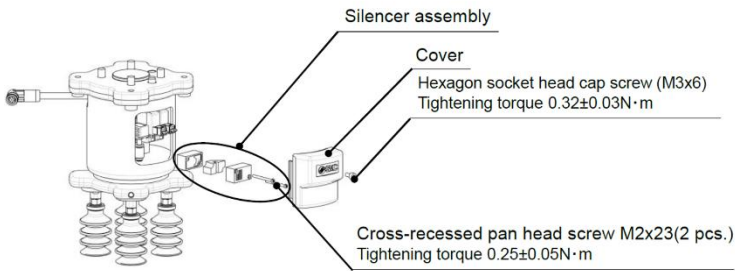 Silencer assembly
Cover
Hexagon socket head cap screw (M3x6)
Tightening torque 0.32±0.03N·m
Cross-recessed pan head screw M2x23(2 pcs.)
Tightening torque 0.25±0.05N·m